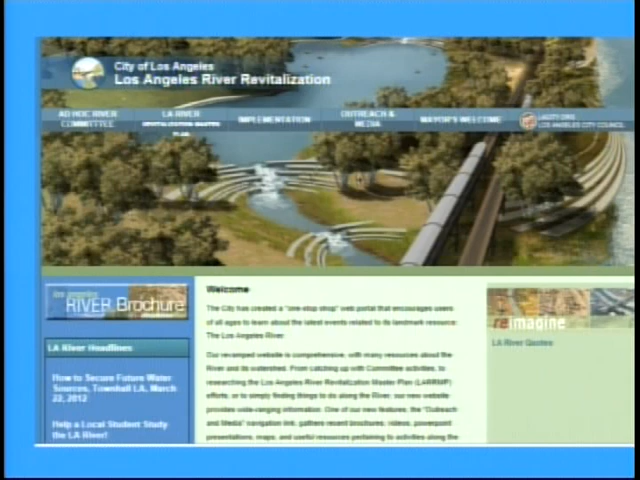 City of Los Angeles
Los Angeles River Revitalization
AD HOC RIVER
COMMITTEE
LA RIVER
REVITALIZATION MASTER
PLAN
IMPLEMENTATION
OUTREACH &
MEDIA
MAYOR'S WELCOME
LACITY.ORG
LOS ANGELES CITY COUNCIL
los angeles
RIVER Brochure
LA River Headlines
How to Secure Future Water
Sources, Townhall LA, March
22, 2012
Help a Local Student Study
the LA River!
Welcome
The City has created a "one-stop shop" web portal that encourages users
of all ages to learn about the latest events related to its landmark resource:
The Los Angeles River
Our revamped website is comprehensive, with many resources about the
River and its watershed. From catching up with Committee activities, to
researching the Los Angeles River Revitalization Master Plan (LARRMP)
efforts, or to simply finding things to do along the River, our new website
provides wide-ranging information. One of our new features, the "Outreach
and Media" navigation link, gathers recent brochures, videos, powerpoint
presentations, maps, and useful resources pertaining to activities along the
reimagine
LA River Quotes